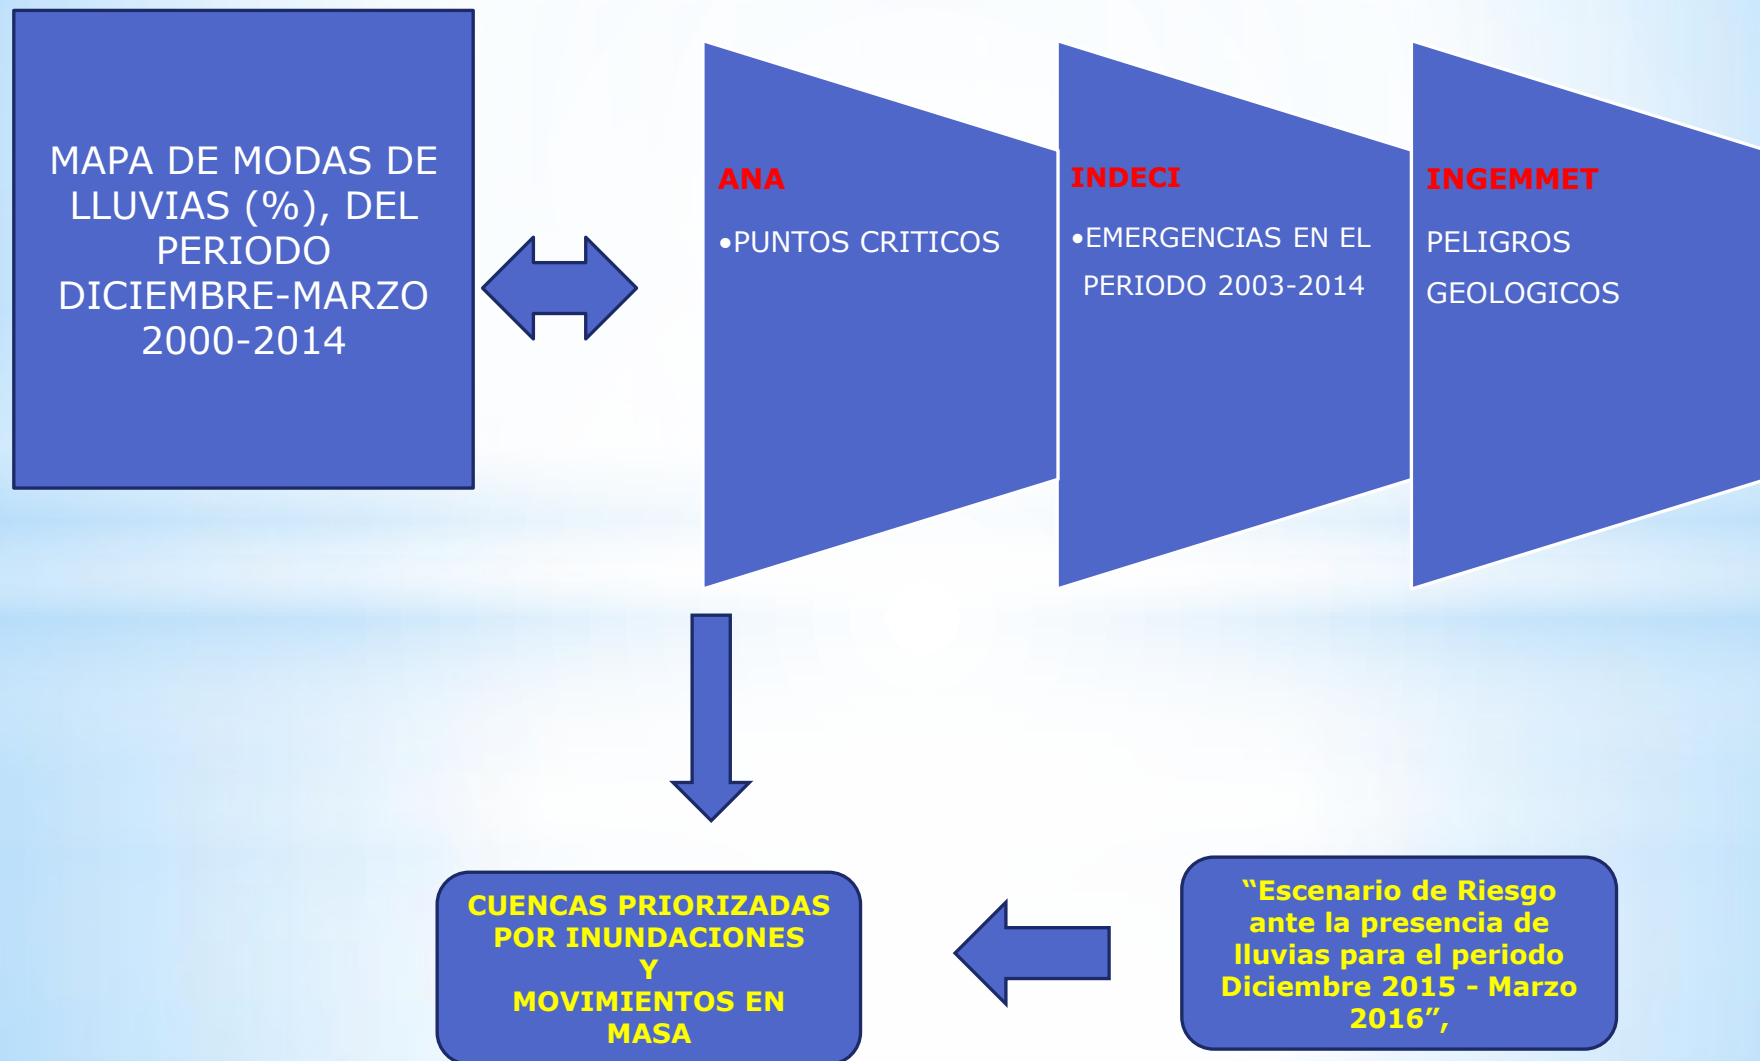 MAPA DE MODAS DE
LLUVIAS (%), DEL
PERIODO
DICIEMBRE-MARZO
2000-2014
ANA
•PUNTOS CRITICOS
INDECI
•EMERGENCIAS EN EL
PERIODO 2003-2014
INGEMMET
PELIGROS
GEOLOGICOS
CUENCAS PRIORIZADAS
POR INUNDACIONES
Y
MOVIMIENTOS EN
MASA
“Escenario de Riesgo
ante la presencia de
lluvias para el periodo
Diciembre 2015 - Marzo
2016”,